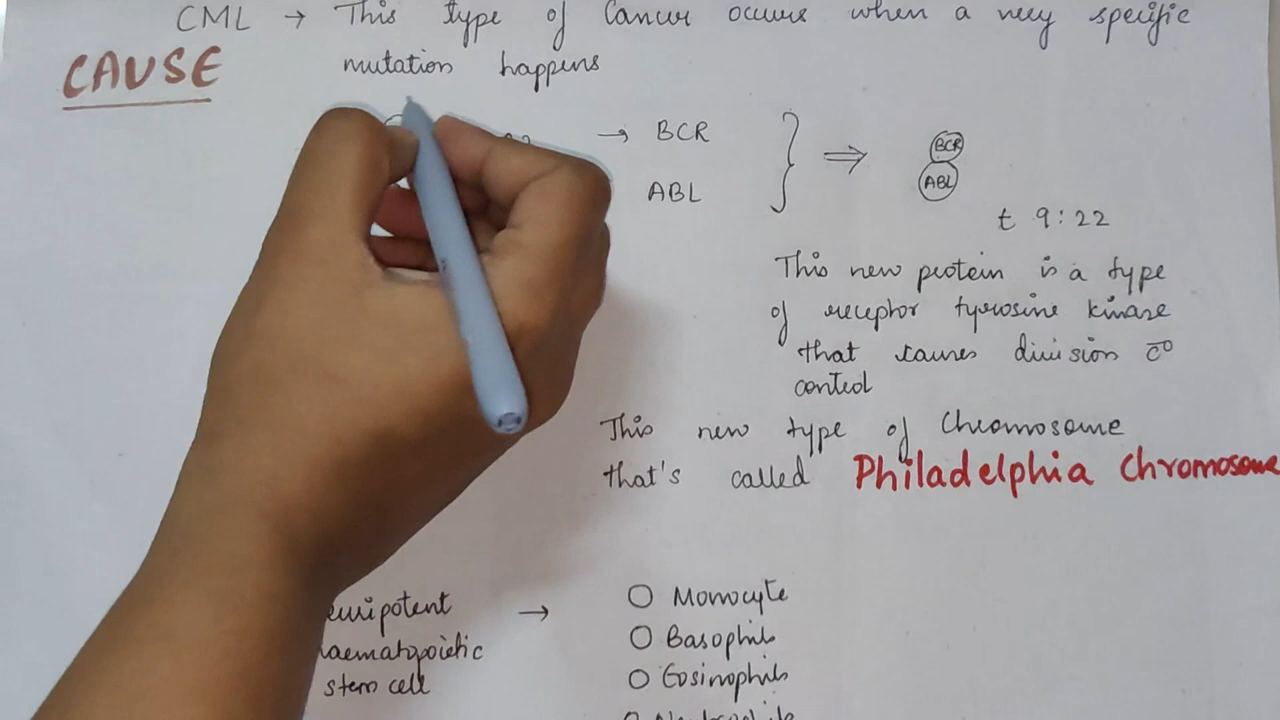 CML → This type of Cancer occurs when a very specific
CAUSE
mutation happens
22 → BCR
ABL
BCR
ABL
t 9:22
This new protein is a type
of receptor tyrosine kinase
that causes division c̅o
control
This new type of Chromosome
that's called Philadelphia Chromosome
→
stem cell
○ Monocyte
○ Basophils
○ Eosinophils